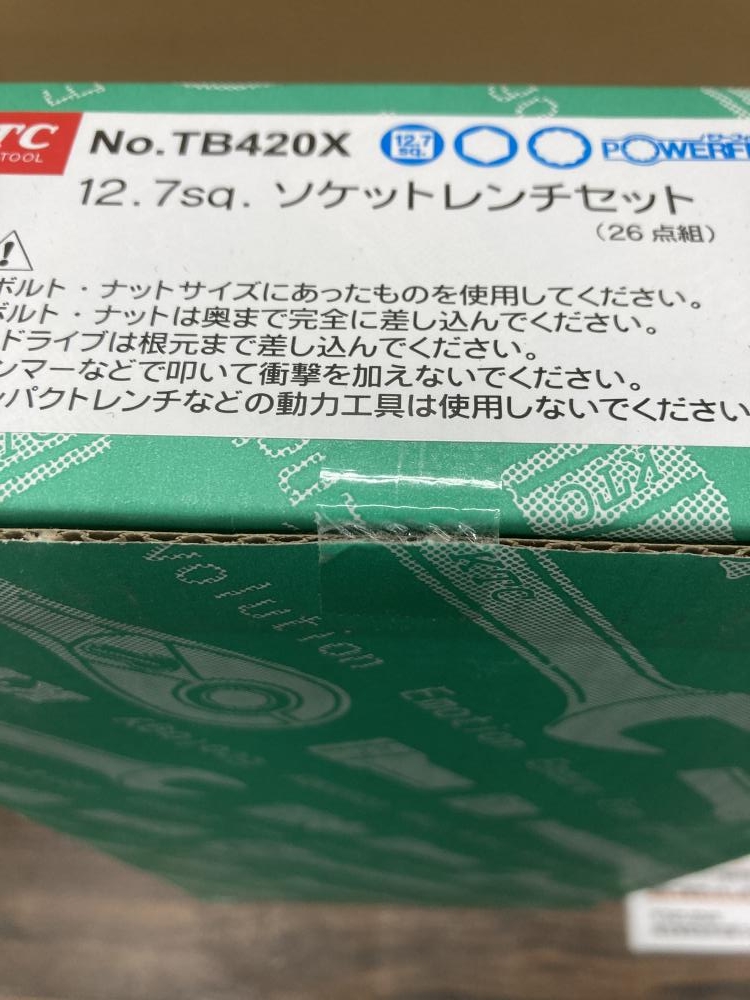 TC No.TB420X 12.7 sq. POWERF
TOOL
12.7sq. ソケットレンチセット
(26点組)
ボルト・ナットサイズにあったものを使用してください。
ボルト・ナットは奥まで完全に差し込んでください。
ドライブは根元まで差し込んでください。
ンマーなどで叩いて衝撃を加えないでください。
ンパクトレンチなどの動力工具は使用しないでください
KTC
volution Emotion
KTC